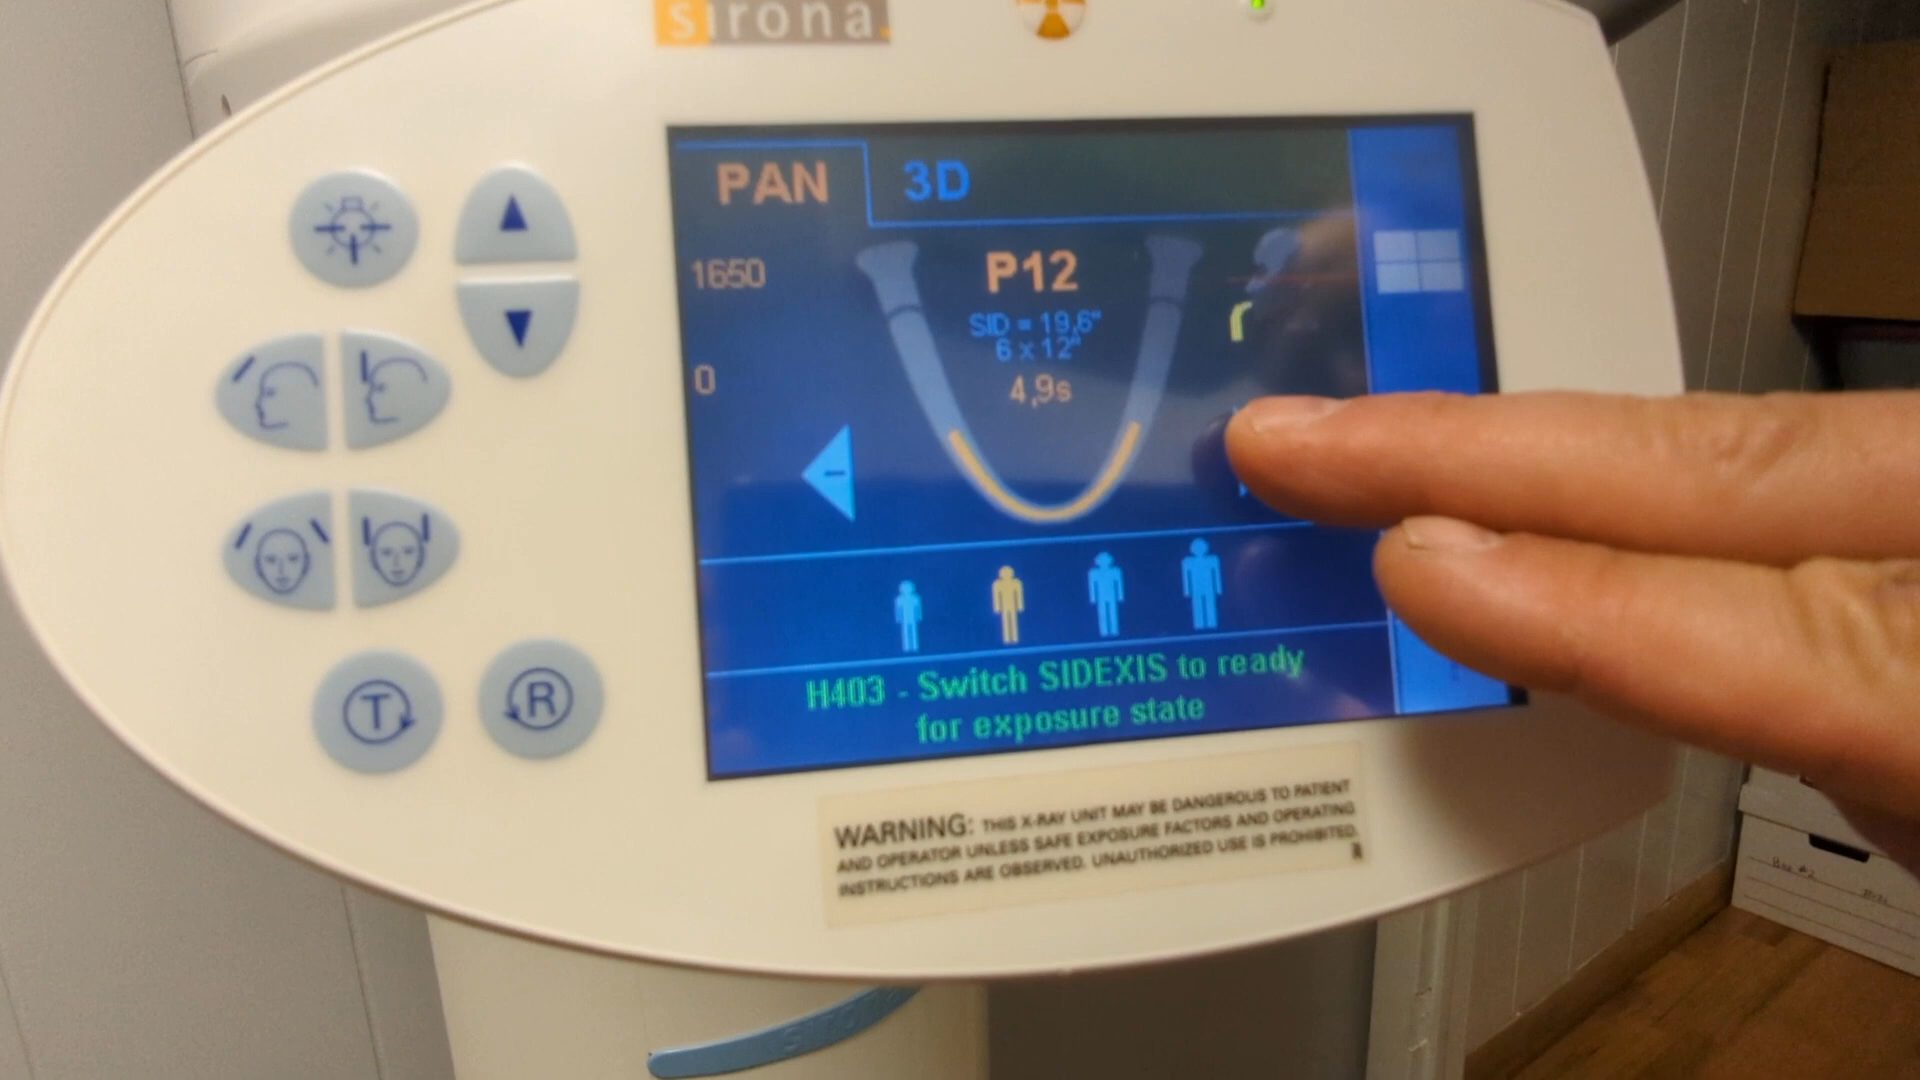 sirona.
PAN
3D
1650
P12
SID = 19,6"
6 x 12"
0
4,9s
H403 - Switch SIDEXIS to ready
for exposure state
T
R
WARNING: THIS X-RAY UNIT MAY BE DANGEROUS TO PATIENT
AND OPERATOR UNLESS SAFE EXPOSURE FACTORS AND OPERATING
INSTRUCTIONS ARE OBSERVED. UNAUTHORIZED USE IS PROHIBITED.
Box #2